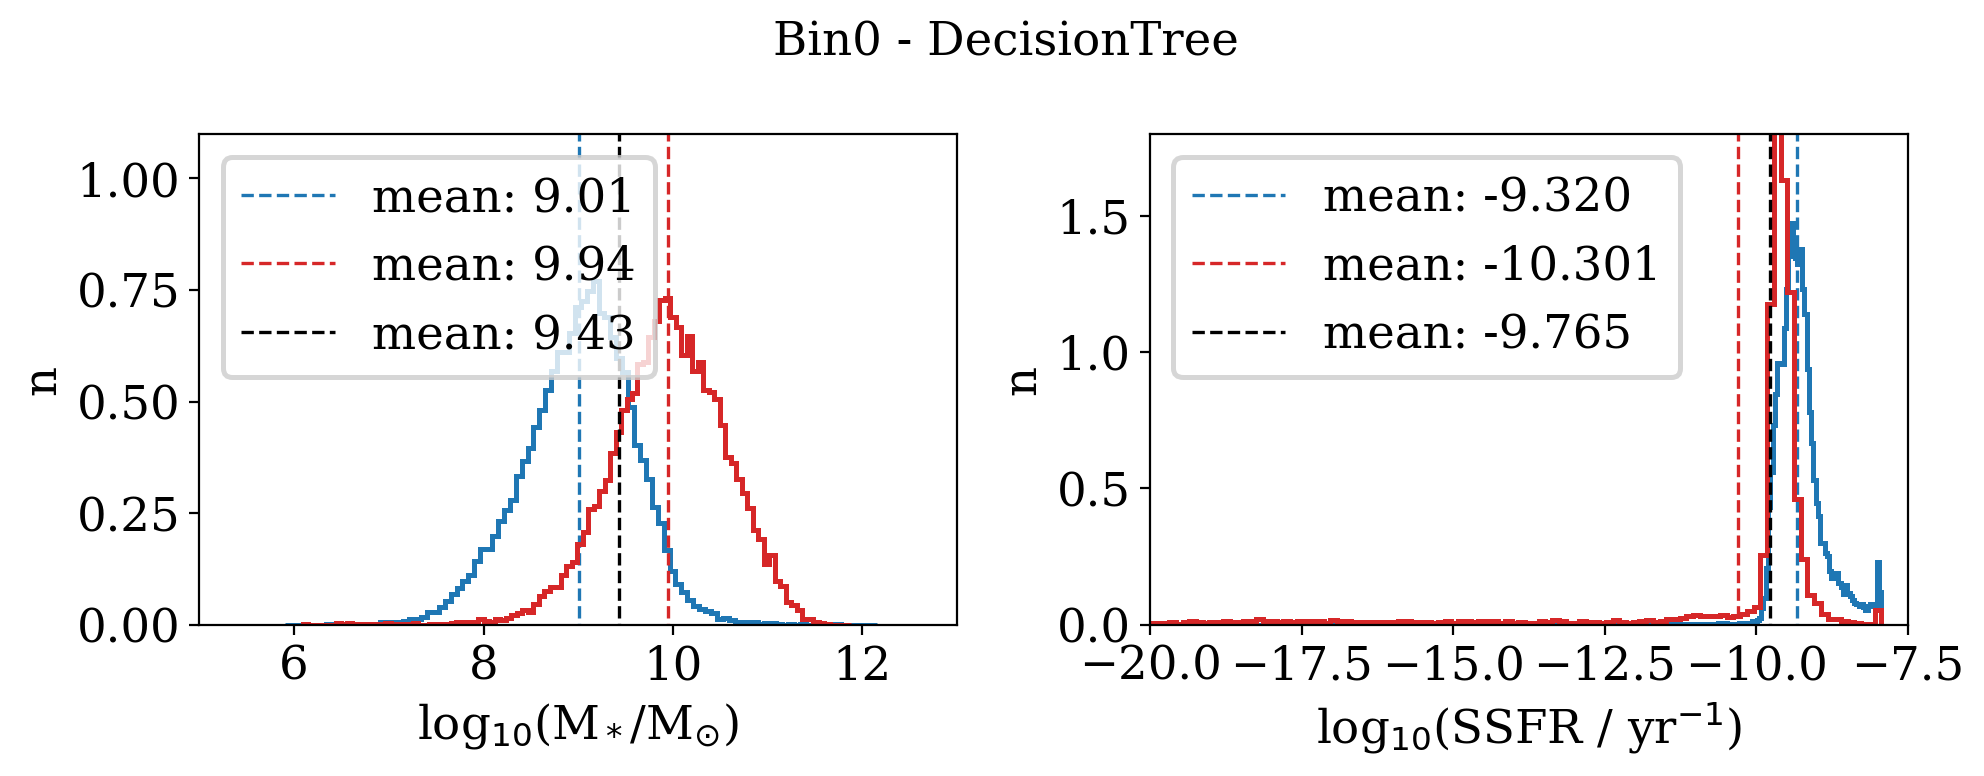 Bin0 - DecisionTree
mean: 9.01
mean: 9.94
mean: 9.43
1.00
0.75
0.50
0.25
0.00
n
6 8 10 12
log₁₀(M∗/M⊙)
mean: -9.320
mean: -10.301
mean: -9.765
1.5
1.0
0.5
0.0
n
−20.0 −17.5 −15.0 −12.5 −10.0 −7.5
log₁₀(SSFR / yr⁻¹)